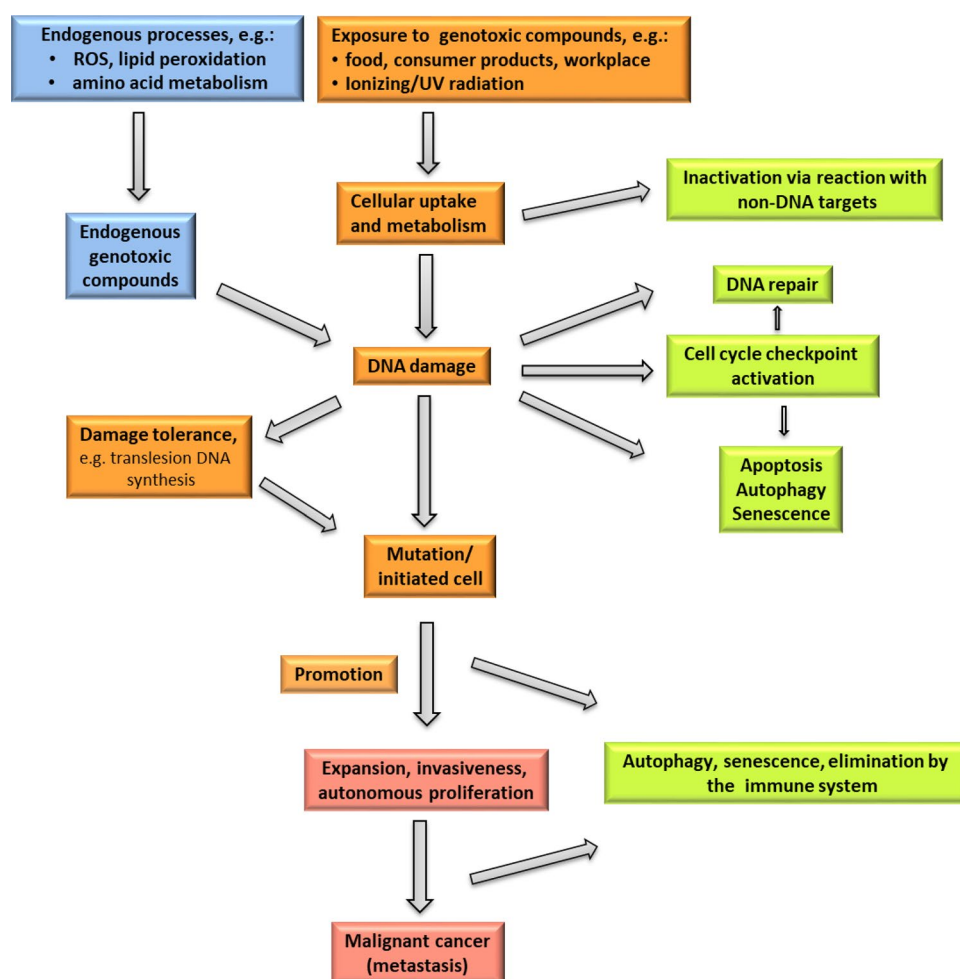 Endogenous processes, e.g.:
• ROS, lipid peroxidation
• amino acid metabolism
Exposure to genotoxic compounds, e.g.:
• food, consumer products, workplace
• Ionizing/UV radiation
Cellular uptake
and metabolism
Inactivation via reaction with
non-DNA targets
Endogenous
genotoxic
compounds
DNA repair
DNA damage
Cell cycle checkpoint
activation
Damage tolerance,
e.g. translesion DNA
synthesis
Apoptosis
Autophagy
Senescence
Mutation/
initiated cell
Promotion
Expansion, invasiveness,
autonomous proliferation
Autophagy, senescence, elimination by
the immune system
Malignant cancer
(metastasis)